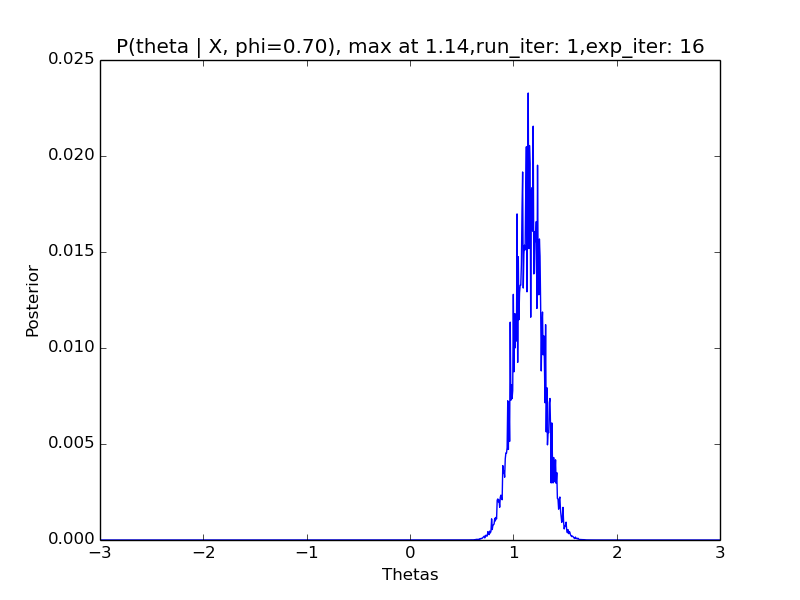 P(theta | X, phi=0.70), max at 1.14,run_iter: 1,exp_iter: 16
0.025
0.020
0.015
0.010
0.005
0.000
Posterior
−3 −2 −1 0 1 2 3
Thetas